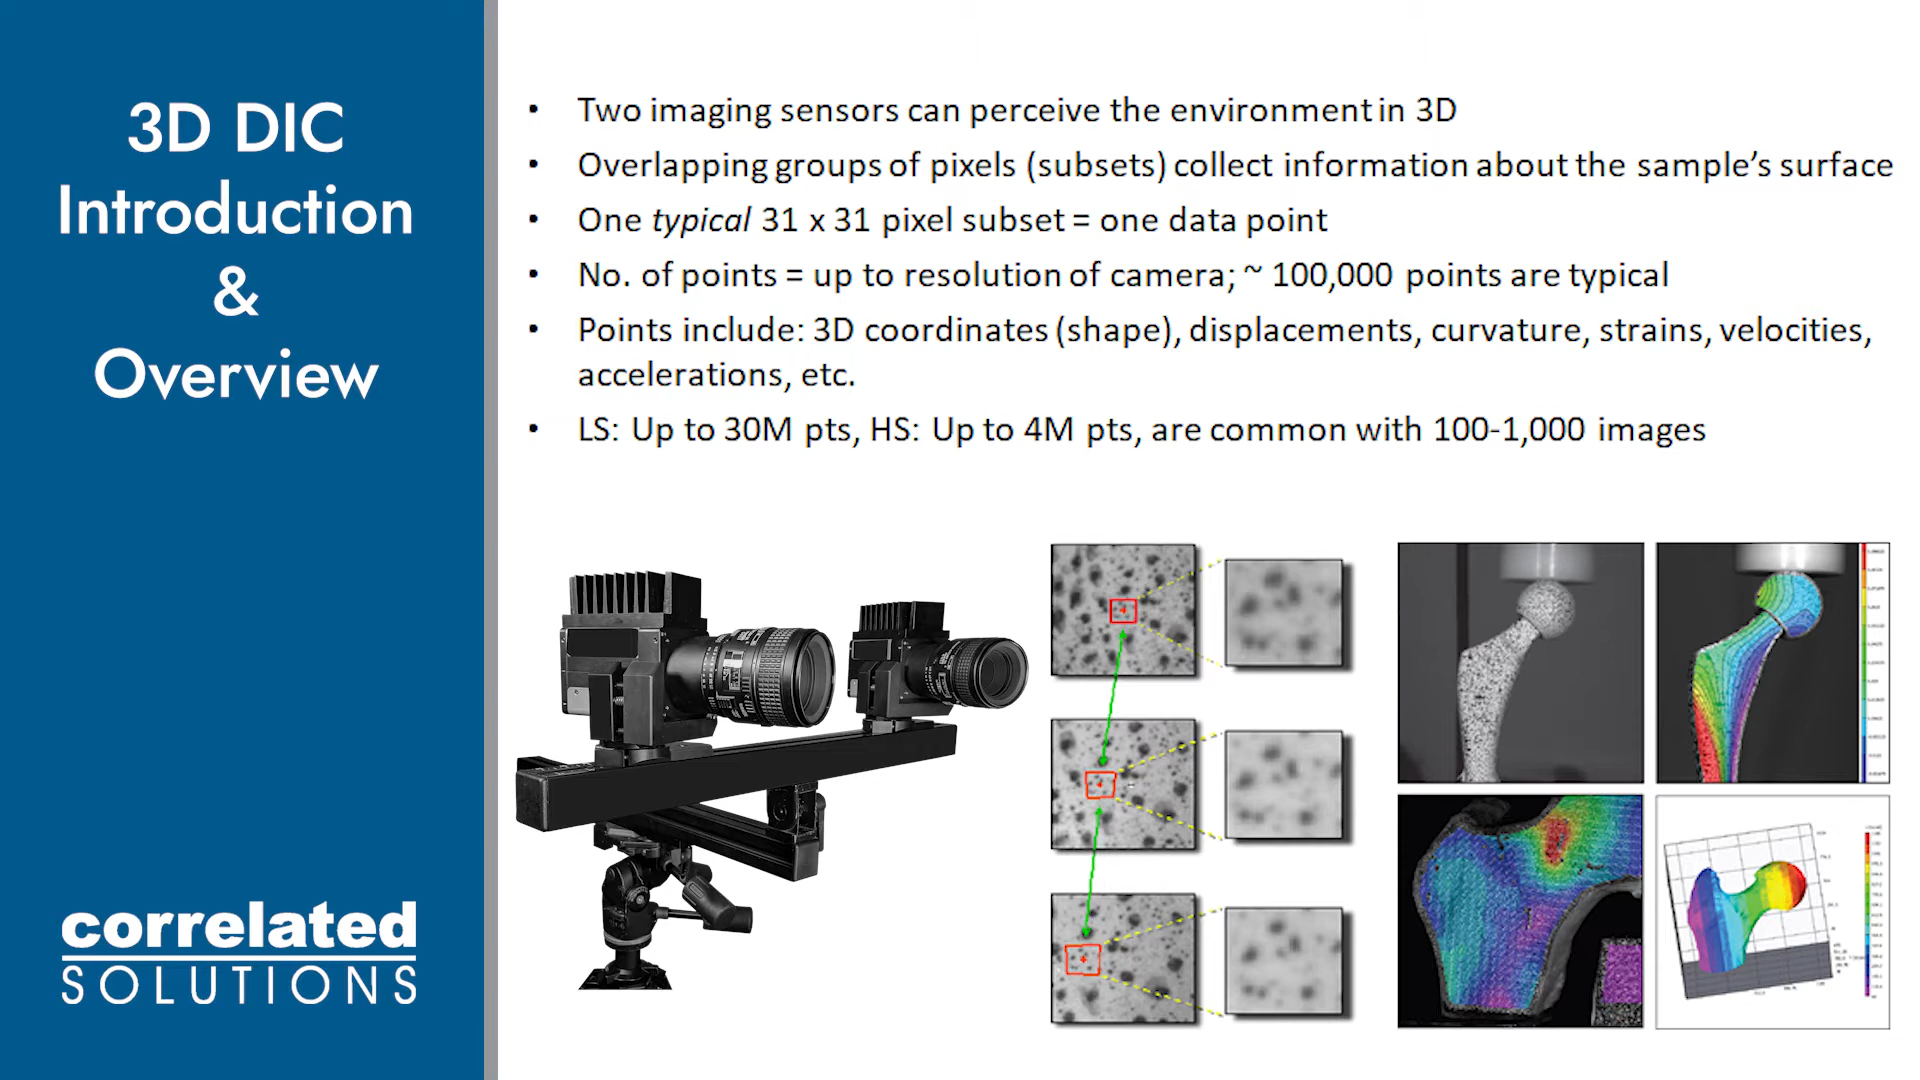 3D DIC
Introduction
&
Overview
correlated
SOLUTIONS
• Two imaging sensors can perceive the environment in 3D
• Overlapping groups of pixels (subsets) collect information about the sample’s surface
• One typical 31 x 31 pixel subset = one data point
• No. of points = up to resolution of camera; ~ 100,000 points are typical
• Points include: 3D coordinates (shape), displacements, curvature, strains, velocities,
accelerations, etc.
• LS: Up to 30M pts, HS: Up to 4M pts, are common with 100-1,000 images